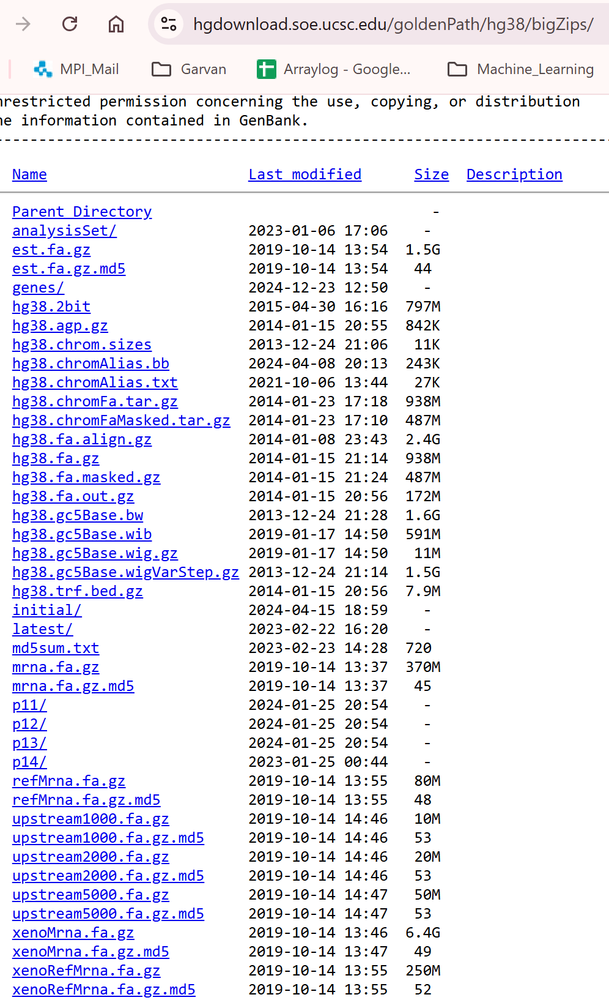 hgdownload.soe.ucsc.edu/goldenPath/hg38/bigZips/
MPI_Mail Garvan Arraylog - Google... Machine_Learning
nrestricted permission concerning the use, copying, or distribution
he information contained in GenBank.
Name Last modified Size Description
Parent Directory -
analysisSet/ 2023-01-06 17:06 -
est.fa.gz 2019-10-14 13:54 1.5G
est.fa.gz.md5 2019-10-14 13:54 44
genes/ 2024-12-23 12:50 -
hg38.2bit 2015-04-30 16:16 797M
hg38.agp.gz 2014-01-15 20:55 842K
hg38.chrom.sizes 2013-12-24 21:06 11K
hg38.chromAlias.bb 2024-04-08 20:13 243K
hg38.chromAlias.txt 2021-10-06 13:44 27K
hg38.chromFa.tar.gz 2014-01-23 17:18 938M
hg38.chromFaMasked.tar.gz 2014-01-23 17:10 487M
hg38.fa.align.gz 2014-01-08 23:43 2.4G
hg38.fa.gz 2014-01-15 21:14 938M
hg38.fa.masked.gz 2014-01-15 21:24 487M
hg38.fa.out.gz 2014-01-15 20:56 172M
hg38.gc5Base.bw 2013-12-24 21:28 1.6G
hg38.gc5Base.wib 2019-01-17 14:50 591M
hg38.gc5Base.wig.gz 2019-01-17 14:50 11M
hg38.gc5Base.wigVarStep.gz 2013-12-24 21:14 1.5G
hg38.trf.bed.gz 2014-01-15 20:56 7.9M
initial/ 2024-04-15 18:59 -
latest/ 2023-02-22 16:20 -
md5sum.txt 2023-02-23 14:28 720
mrna.fa.gz 2019-10-14 13:37 370M
mrna.fa.gz.md5 2019-10-14 13:37 45
p11/ 2024-01-25 20:54 -
p12/ 2024-01-25 20:54 -
p13/ 2024-01-25 20:54 -
p14/ 2023-01-25 00:44 -
refMrna.fa.gz 2019-10-14 13:55 80M
refMrna.fa.gz.md5 2019-10-14 13:55 48
upstream1000.fa.gz 2019-10-14 14:46 10M
upstream1000.fa.gz.md5 2019-10-14 14:46 53
upstream2000.fa.gz 2019-10-14 14:46 20M
upstream2000.fa.gz.md5 2019-10-14 14:46 53
upstream5000.fa.gz 2019-10-14 14:47 50M
upstream5000.fa.gz.md5 2019-10-14 14:47 53
xenoMrna.fa.gz 2019-10-14 13:46 6.4G
xenoMrna.fa.gz.md5 2019-10-14 13:47 49
xenoRefMrna.fa.gz 2019-10-14 13:55 250M
xenoRefMrna.fa.gz.md5 2019-10-14 13:55 52